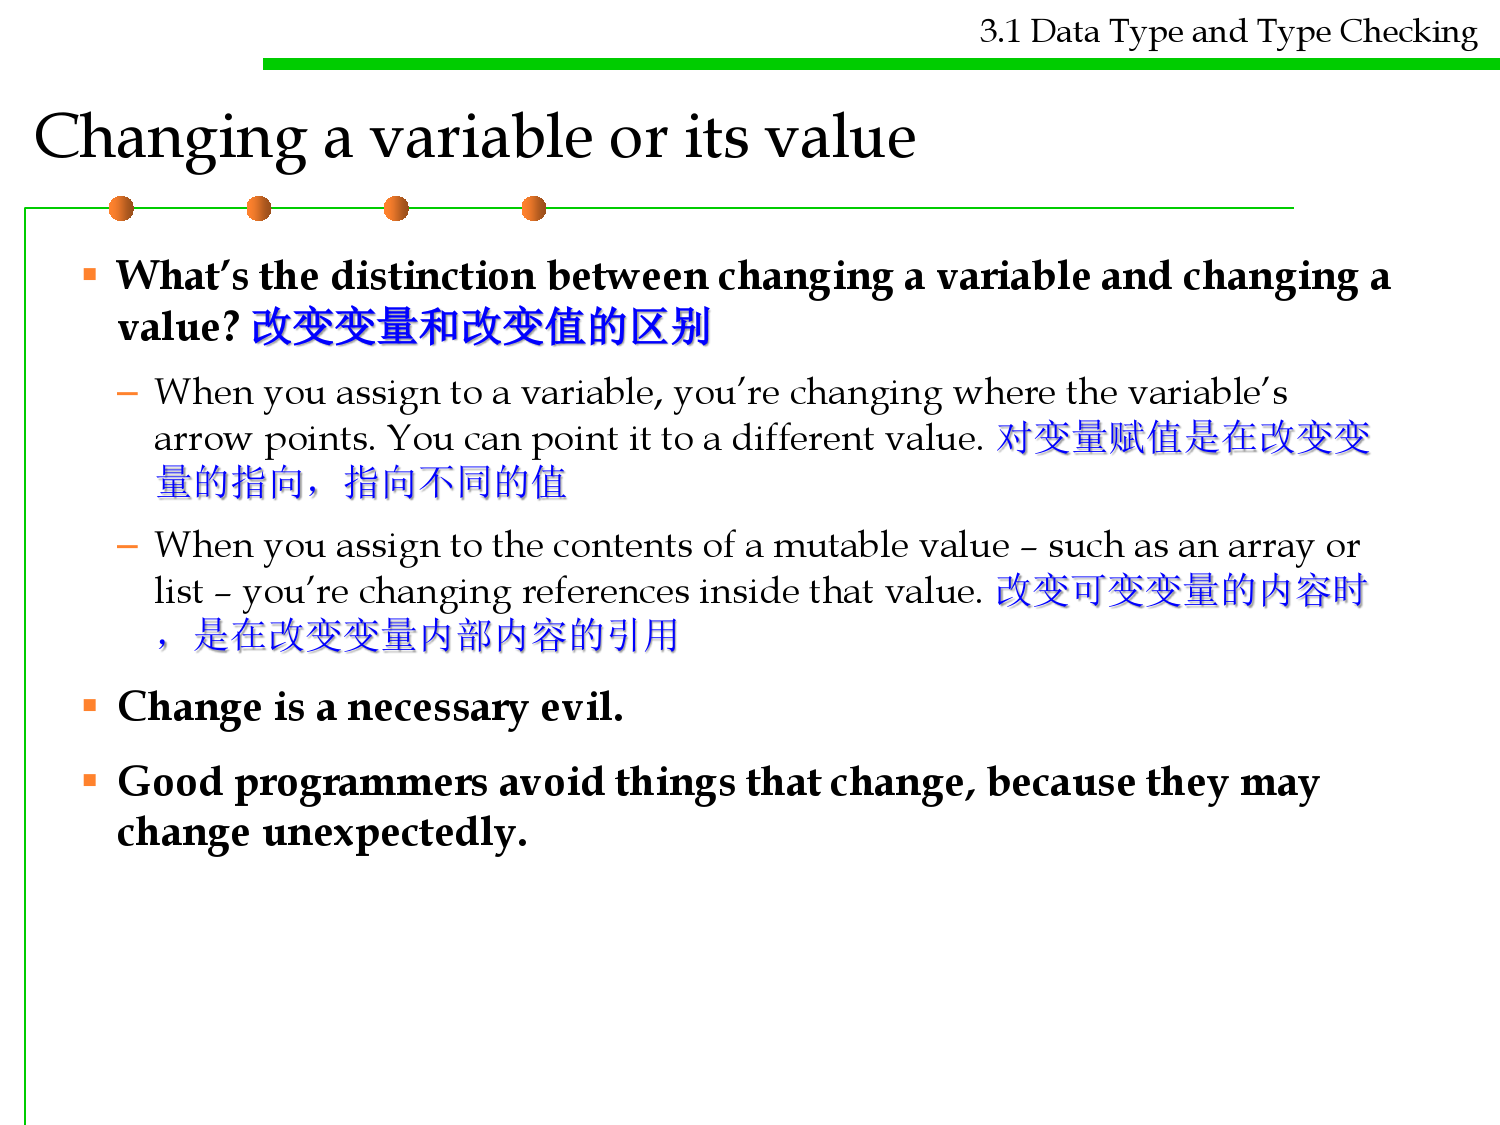 3.1 Data Type and Type Checking
Changing a variable or its value
▪ What’s the distinction between changing a variable and changing a
value? 改变变量和改变值的区别
– When you assign to a variable, you’re changing where the variable’s
arrow points. You can point it to a different value. 对变量赋值是在改变变
量的指向，指向不同的值
– When you assign to the contents of a mutable value – such as an array or
list – you’re changing references inside that value. 改变可变变量的内容时
，是在改变变量内部内容的引用
▪ Change is a necessary evil.
▪ Good programmers avoid things that change, because they may
change unexpectedly.